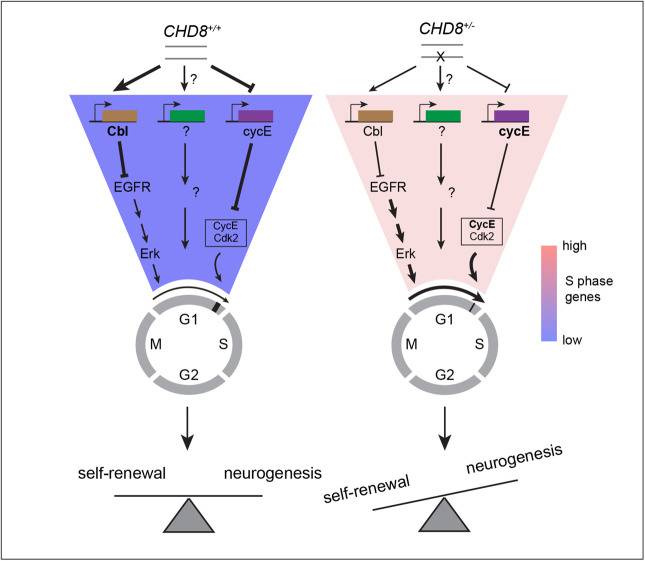 CHD8+/+
?
Cbl
?
cycE
EGFR
?
CycE
Cdk2
Erk
G1
M
S
G2
self-renewal
neurogenesis
CHD8+/-
X
?
Cbl
?
cycE
EGFR
?
CycE
Cdk2
Erk
G1
M
S
G2
self-renewal
neurogenesis
high
S phase
genes
low